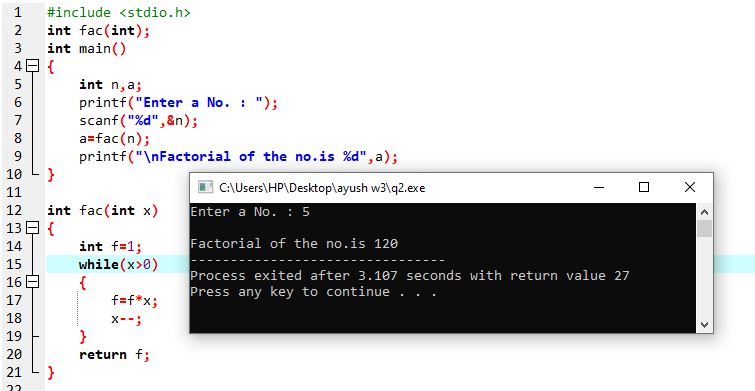 1 #include <stdio.h>
2 int fac(int);
3 int main()
4 {
5 int n,a;
6 printf("Enter a No. : ");
7 scanf("%d",&n);
8 a=fac(n);
9 printf("\nFactorial of the no.is %d",a);
10 }
11
12 int fac(int x)
13 {
14 int f=1;
15 while(x>0)
16 {
17 f=f*x;
18 x--;
19 }
20 return f;
21 }
22
C:\Users\HP\Desktop\ayush w3\q2.exe
Enter a No. : 5
Factorial of the no.is 120
--------------------------------
Process exited after 3.107 seconds with return value 27
Press any key to continue . . .